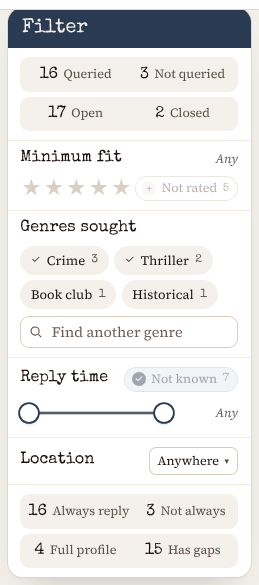 Filter
16 Queried 3 Not queried
17 Open 2 Closed
Minimum fit Any
+ Not rated 5
Genres sought
Crime 3 Thriller 2
Book club 1 Historical 1
Find another genre
Reply time Not known 7
Any
Location Anywhere
16 Always reply 3 Not always
4 Full profile 15 Has gaps